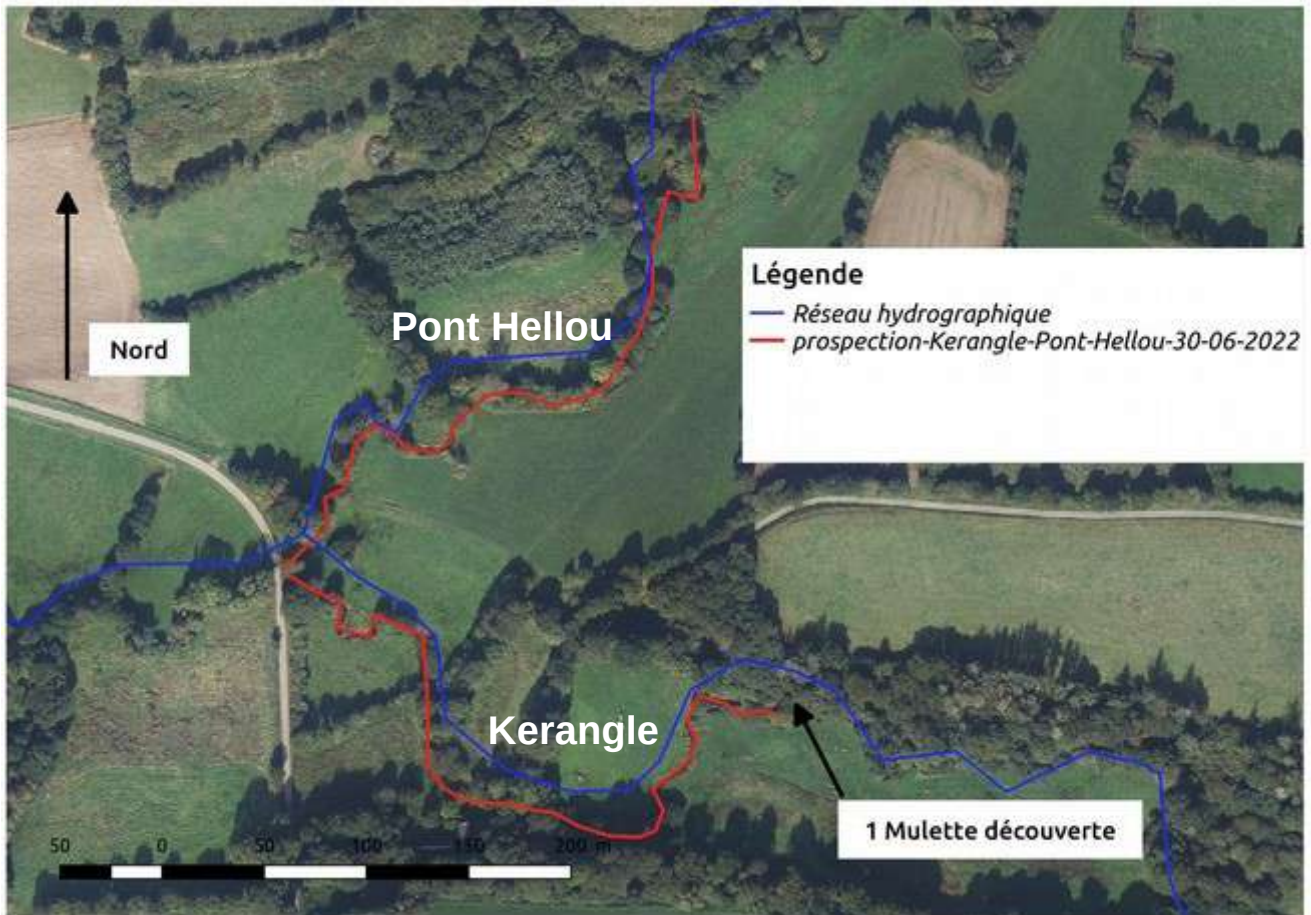 Pont Hellou
Nord
Légende
Réseau hydrographique
prospection-Kerangle-Pont-Hellou-30-06-2022
Kerangle
1 Mulette découverte
50 0 50 100 150 200 m